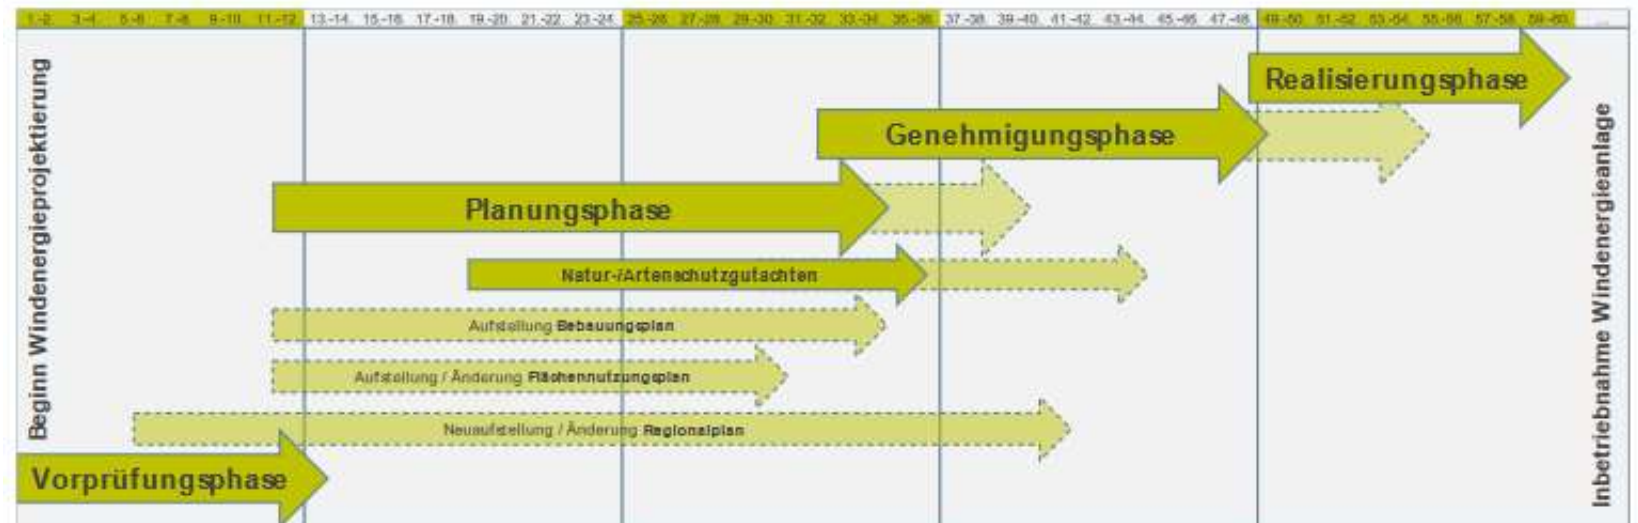 1.-2. 3.-4. 5.-6. 7.-8. 9.-10. 11.-12. 13.-14. 15.-16. 17.-18. 19.-20. 21.-22. 23.-24. 25.-26. 27.-28. 29.-30. 31.-32. 33.-34. 35.-36. 37.-38. 39.-40. 41.-42. 43.-44. 45.-46. 47.-48. 49.-50. 51.-52. 53.-54. 55.-56. 57.-58. 59.-60. ...
Beginn Windenergieprojektierung
Realisierungsphase
Genehmigungsphase
Planungsphase
Natur-/Artenschutzgutachten
Aufstellung Bebauungsplan
Aufstellung / Änderung Flächennutzungsplan
Neuaufstellung / Änderung Regionalplan
Vorprüfungsphase
Inbetriebnahme Windenergieanlage